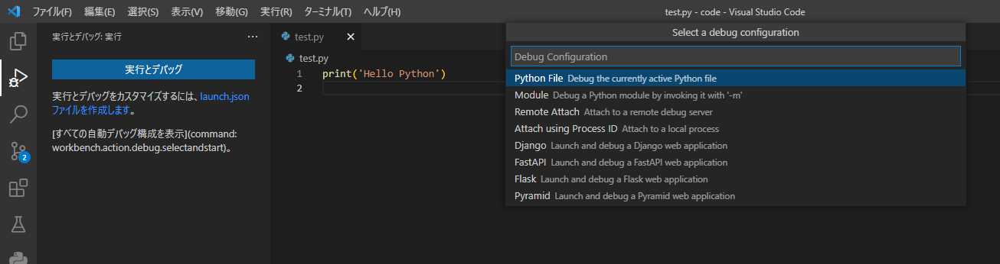 ファイル(F) 編集(E) 選択(S) 表示(V) 移動(G) 実行(R) ターミナル(T) ヘルプ(H) test.py - code - Visual Studio Code
実行とデバッグ: 実行 ···
実行とデバッグ
実行とデバッグをカスタマイズするには、launch.json
ファイルを作成します。
[すべての自動デバッグ構成を表示](command:
workbench.action.debug.selectandstart)。
2
test.py
test.py
1 print('Hello Python')
2
Select a debug configuration
Debug Configuration
Python File Debug the currently active Python file
Module Debug a Python module by invoking it with '-m'
Remote Attach Attach to a remote debug server
Attach using Process ID Attach to a local process
Django Launch and debug a Django web application
FastAPI Launch and debug a FastAPI web application
Flask Launch and debug a Flask web application
Pyramid Launch and debug a Pyramid web application